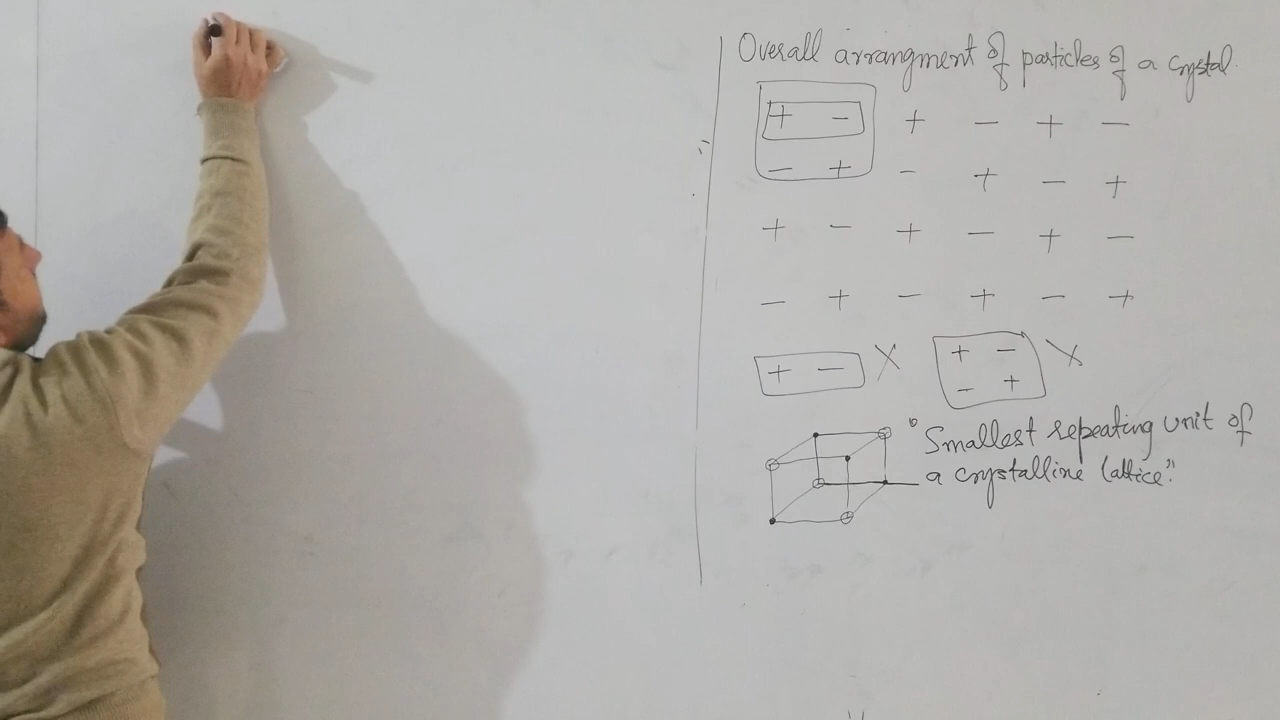 Overall arrangment of particles of a crystal.
+ − + − + −
− + − + − +
+ − + − + −
− + − + − +
+ − X + − X
− +
"Smallest repeating unit of
a crystalline lattice".